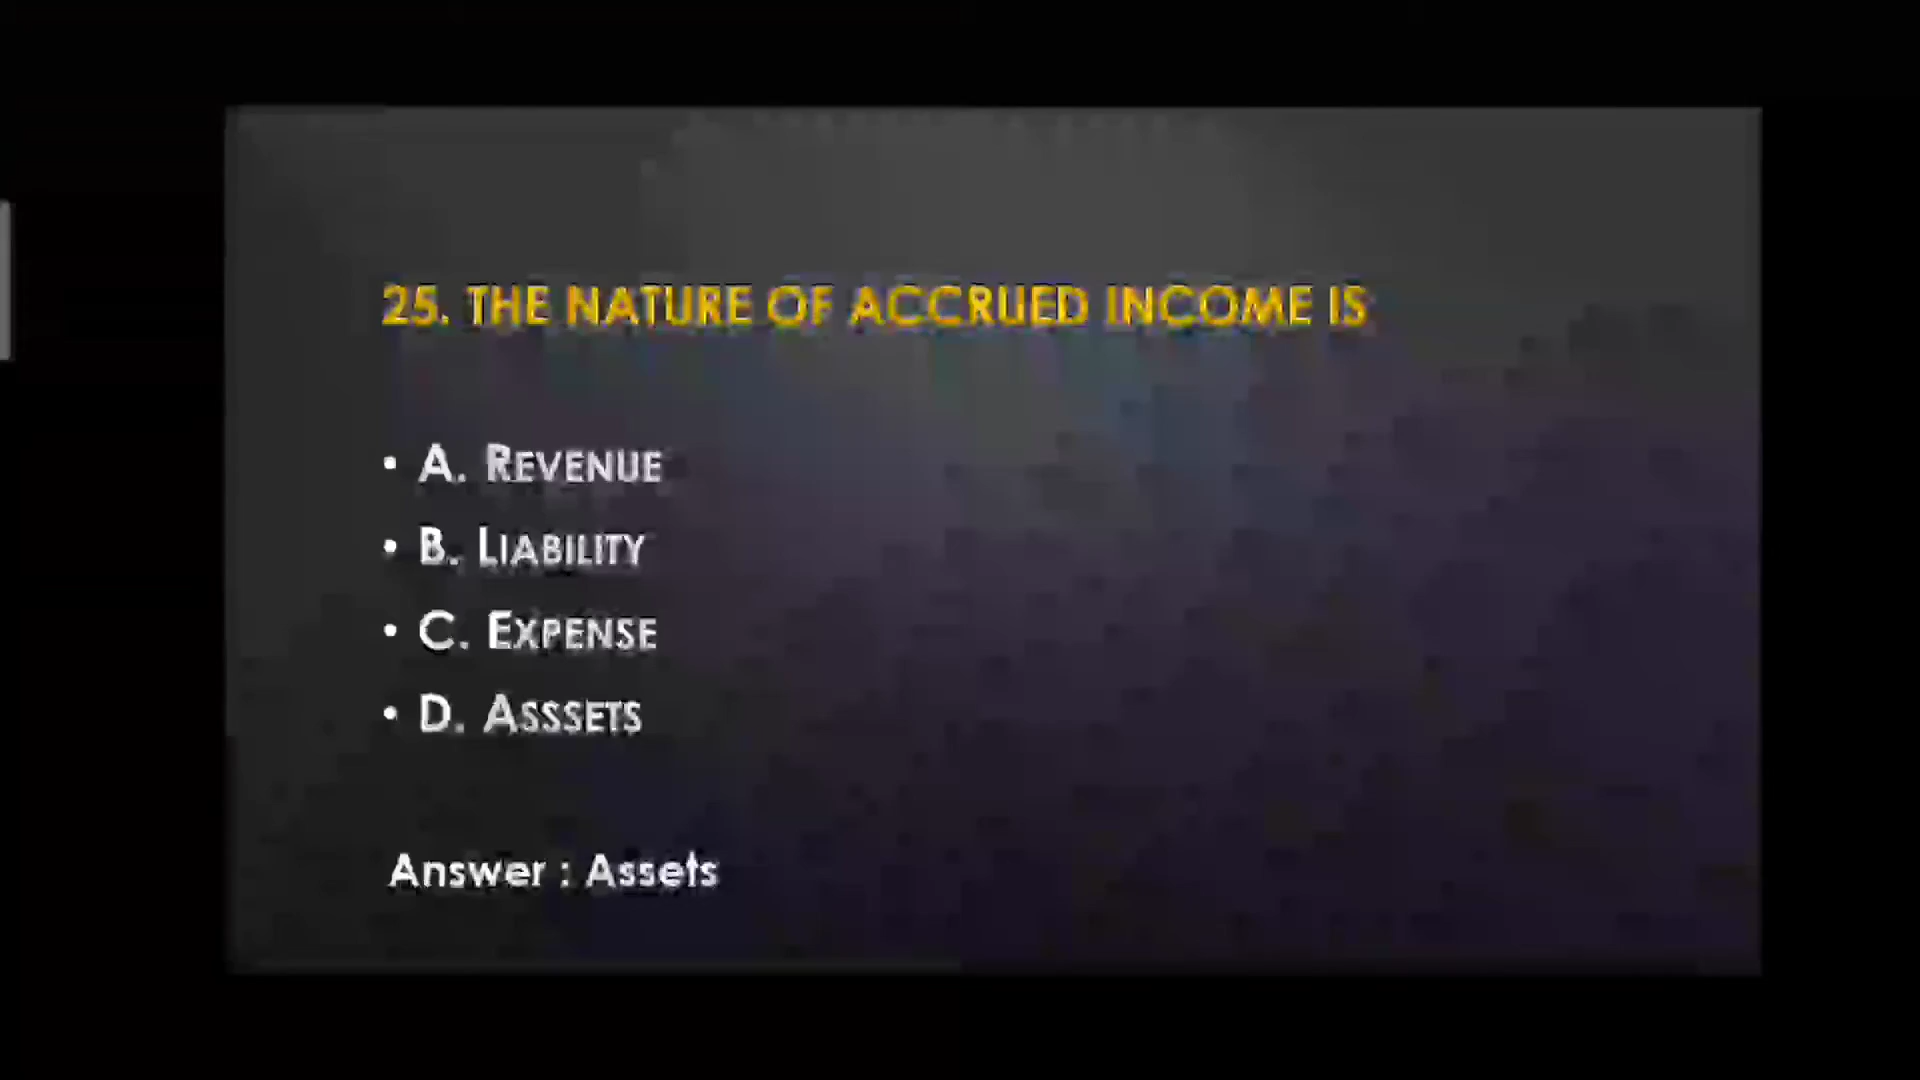 25. THE NATURE OF ACCRUED INCOME IS
• A. REVENUE
• B. LIABILITY
• C. EXPENSE
• D. ASSSETS
Answer : Assets